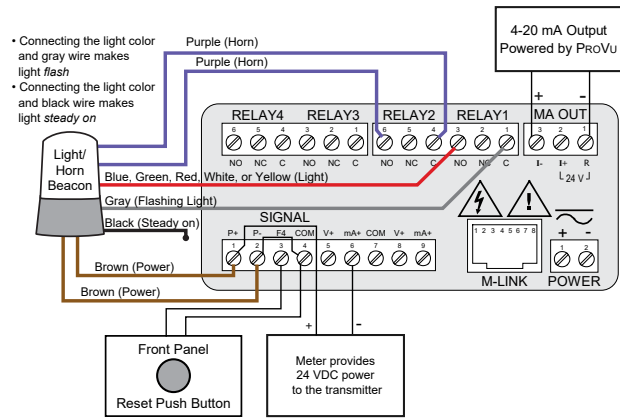 • Connecting the light color
and gray wire makes
light flash
• Connecting the light color
and black wire makes
light steady on
Purple (Horn)
Purple (Horn)
4-20 mA Output
Powered by PROVU
+ -
RELAY4 RELAY3 RELAY2 RELAY1 MA OUT
6 5 4 3 2 1 6 5 4 3 2 1 3 2 1
NO NC C NO NC C NO NC C NO NC C I- I+ R
24 V
Light/
Horn
Beacon
Blue, Green, Red, White, or Yellow (Light)
Gray (Flashing Light)
Black (Steady on)
SIGNAL
P+ P- F4 COM V+ mA+ COM V+ mA+
1 2 3 4 5 6 7 8 9
!
1 2 3 4 5 6 7 8
M-LINK
+ -
1 2
POWER
Brown (Power)
Brown (Power)
+ -
Front Panel
Reset Push Button
Meter provides
24 VDC power
to the transmitter